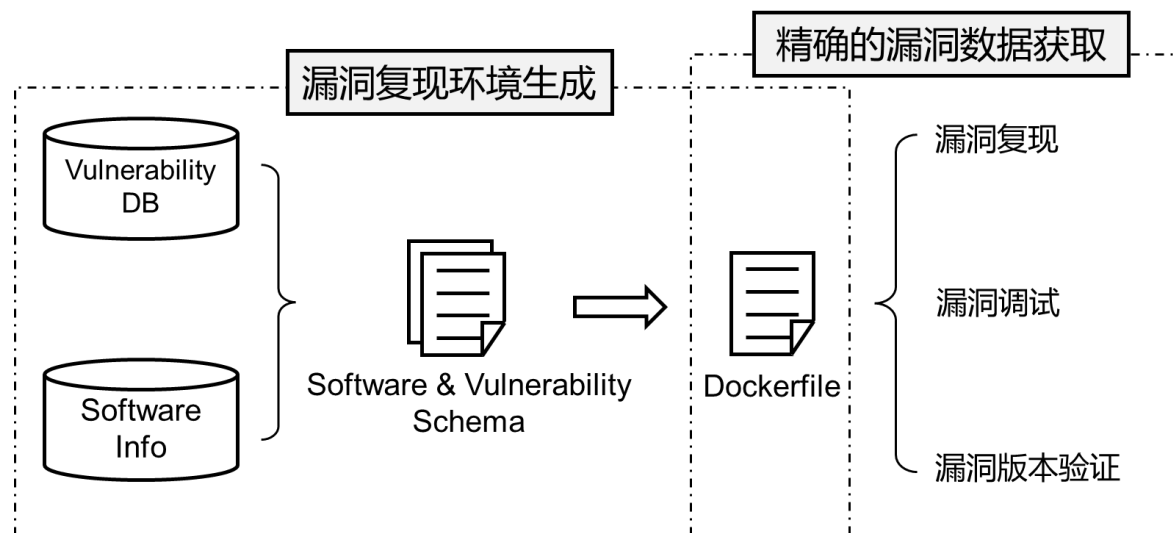 精确的漏洞数据获取
漏洞复现环境生成
Vulnerability
DB
Software
Info
Software & Vulnerability
Schema
Dockerfile
漏洞复现
漏洞调试
漏洞版本验证